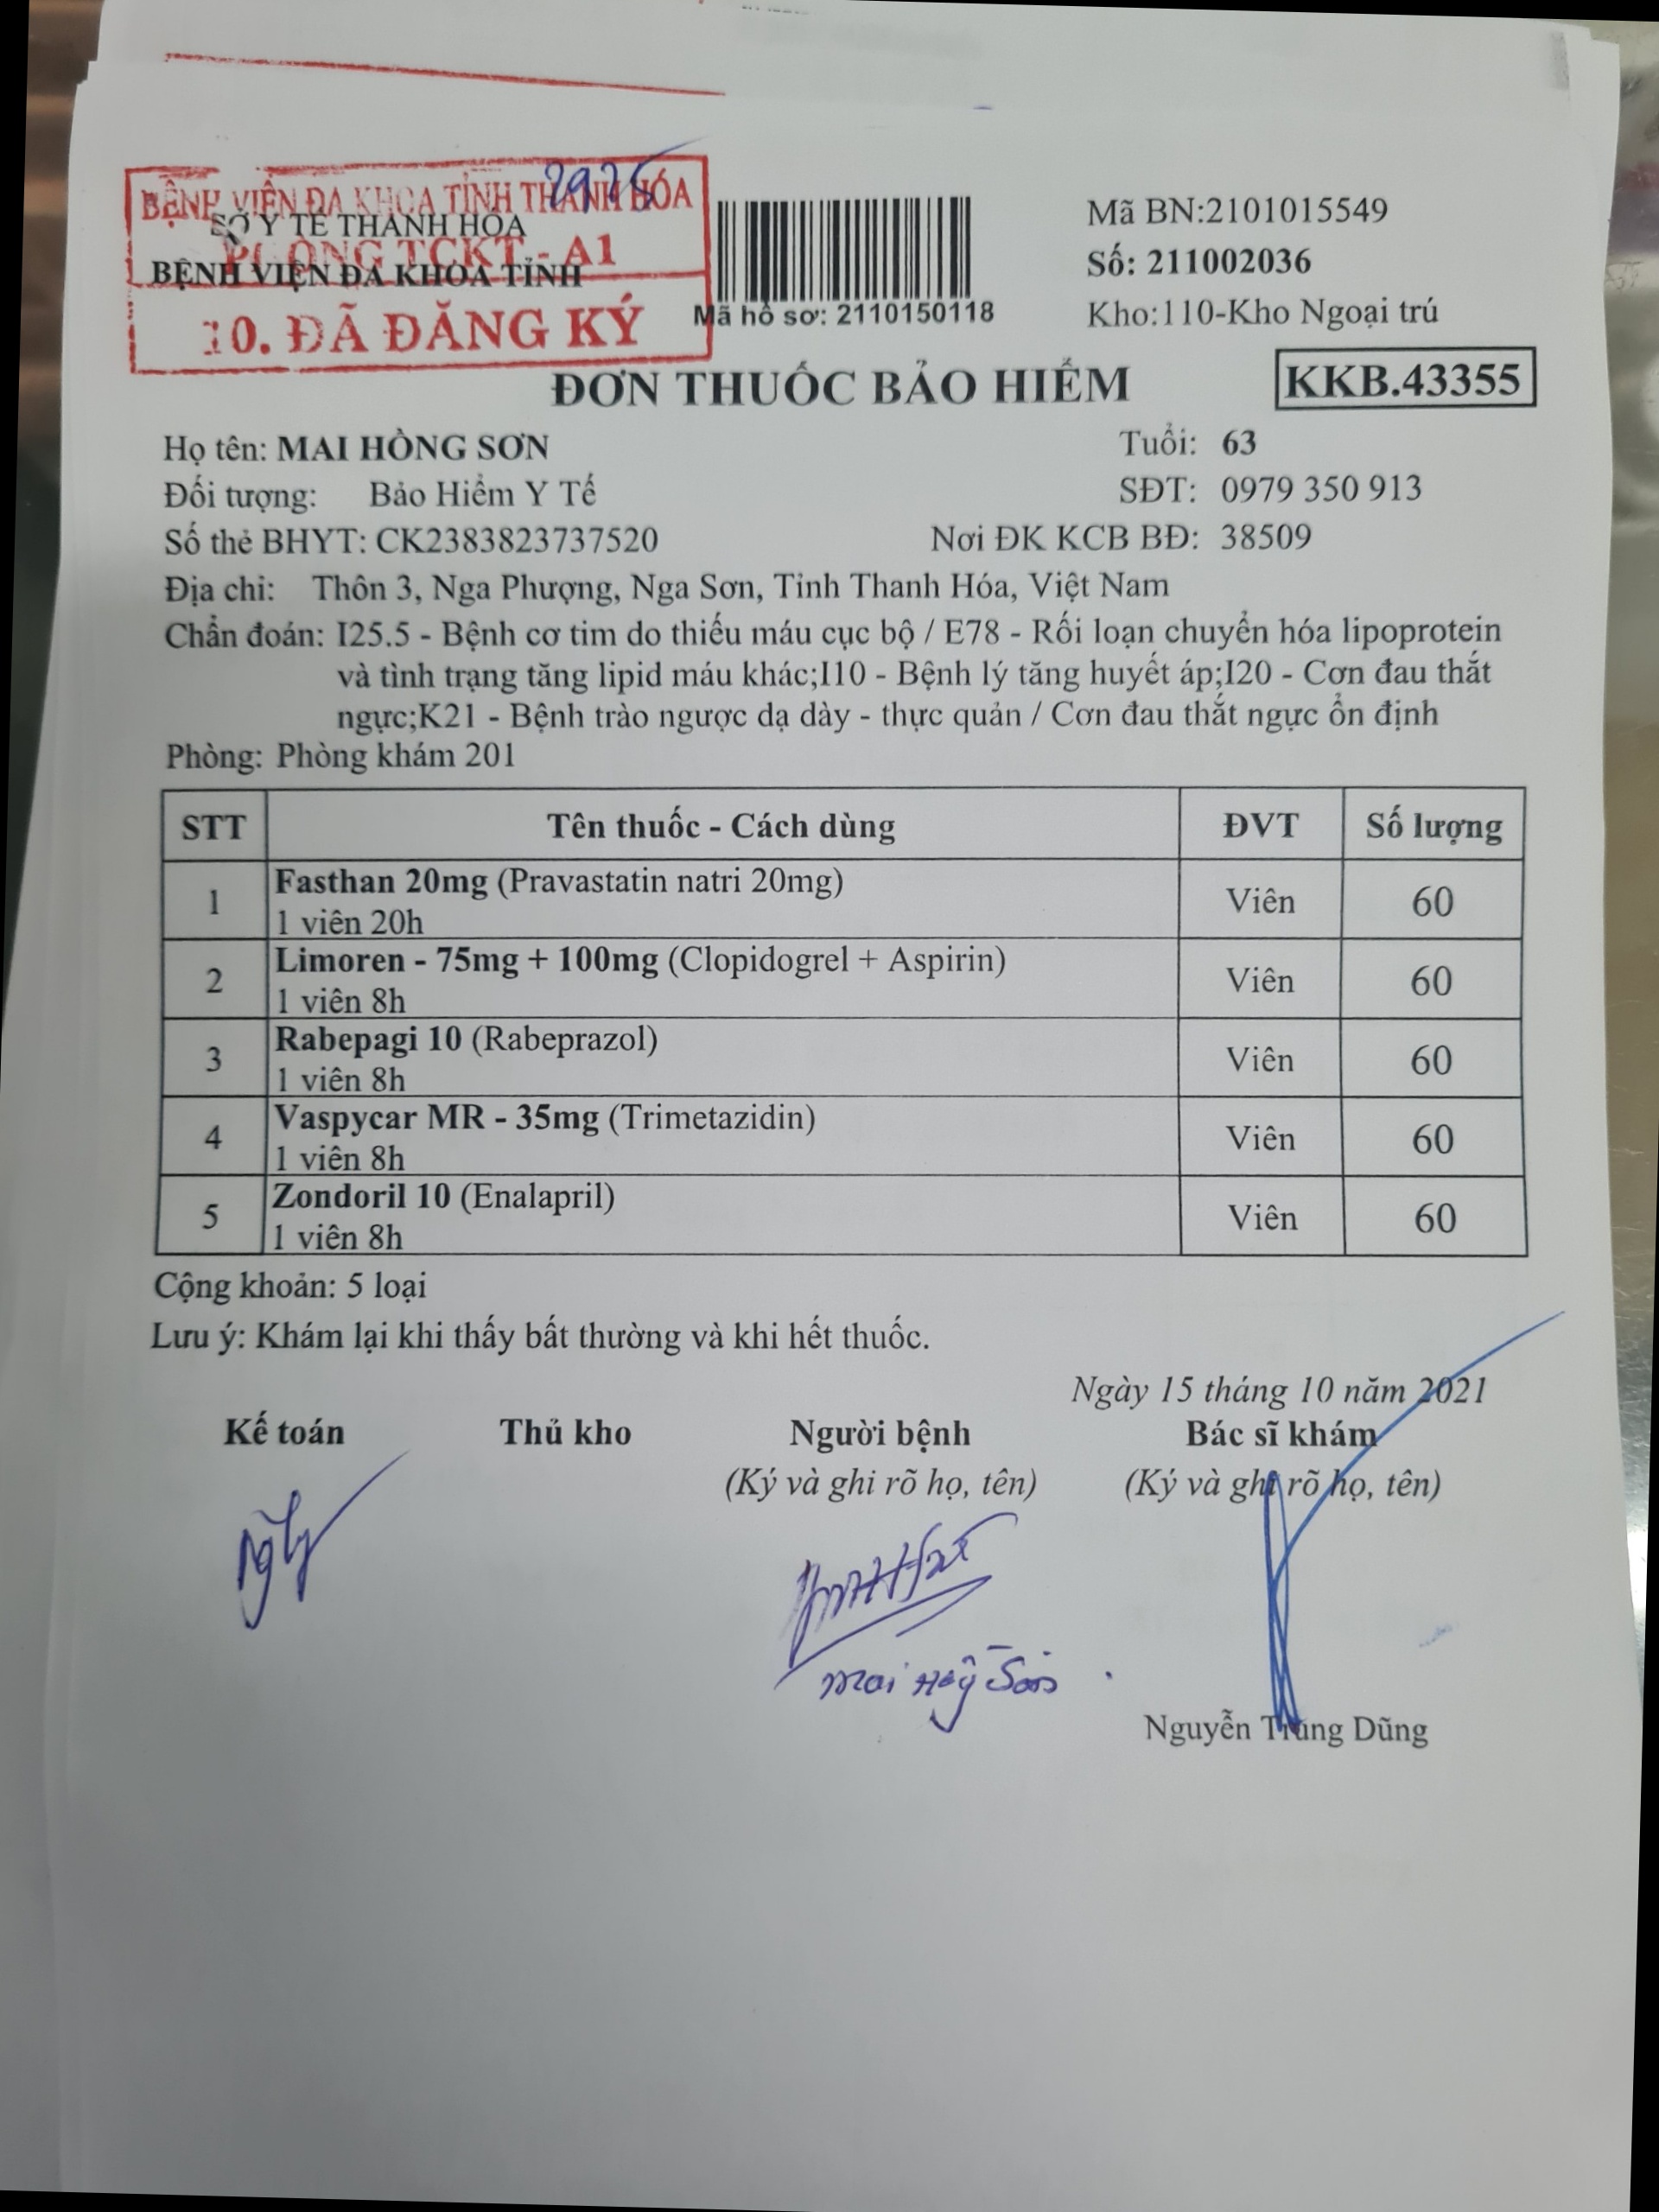 BỆNH VIỆN ĐA KHOA TỈNH THANH HÓA
2975
SỞ Y TẾ THANH HÓA
PHÒNG TCKT - A1
BỆNH VIỆN ĐA KHOA TỈNH
10. ĐÃ ĐĂNG KÝ
Mã hồ sơ: 2110150118
Mã BN:2101015549
Số: 211002036
Kho:110-Kho Ngoại trú
ĐƠN THUỐC BẢO HIỂM
KKB.43355
Họ tên: MAI HỒNG SƠN Tuổi: 63
Đối tượng: Bảo Hiểm Y Tế SĐT: 0979 350 913
Số thẻ BHYT: CK2383823737520 Nơi ĐK KCB BĐ: 38509
Địa chỉ: Thôn 3, Nga Phượng, Nga Sơn, Tỉnh Thanh Hóa, Việt Nam
Chẩn đoán: I25.5 - Bệnh cơ tim do thiếu máu cục bộ / E78 - Rối loạn chuyển hóa lipoprotein
và tình trạng tăng lipid máu khác;I10 - Bệnh lý tăng huyết áp;I20 - Cơn đau thắt
ngực;K21 - Bệnh trào ngược dạ dày - thực quản / Cơn đau thắt ngực ổn định
Phòng: Phòng khám 201
STT Tên thuốc - Cách dùng ĐVT Số lượng
1 Fasthan 20mg (Pravastatin natri 20mg) Viên 60
1 viên 20h
2 Limoren - 75mg + 100mg (Clopidogrel + Aspirin) Viên 60
1 viên 8h
3 Rabepagi 10 (Rabeprazol) Viên 60
1 viên 8h
4 Vaspycar MR - 35mg (Trimetazidin) Viên 60
1 viên 8h
5 Zondoril 10 (Enalapril) Viên 60
1 viên 8h
Cộng khoản: 5 loại
Lưu ý: Khám lại khi thấy bất thường và khi hết thuốc.
Ngày 15 tháng 10 năm 2021
Kế toán Thủ kho Người bệnh Bác sĩ khám
(Ký và ghi rõ họ, tên) (Ký và ghi rõ họ, tên)
Mai Hồng Sơn
Nguyễn Trung Dũng